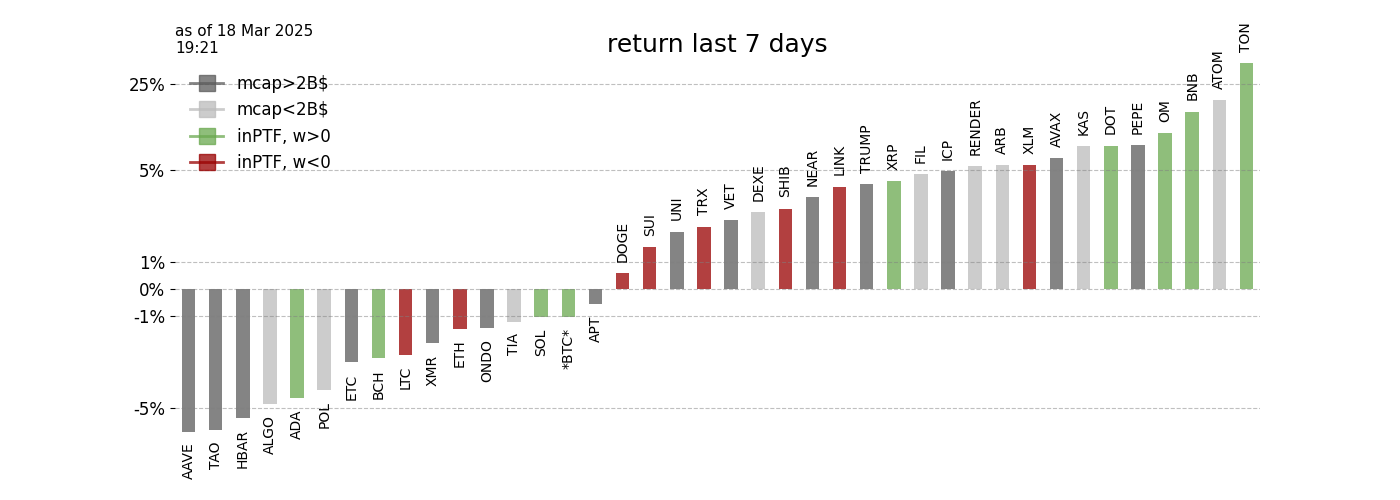 as of 18 Mar 2025
19:21
return last 7 days
mcap>2B$
mcap<2B$
inPTF, w>0
inPTF, w<0
25%
5%
1%
0%
-1%
-5%
AAVE
TAO
HBAR
ALGO
ADA
POL
ETC
BCH
LTC
XMR
ETH
ONDO
TIA
SOL
*BTC*
APT
DOGE
SUI
UNI
TRX
VET
DEXE
SHIB
NEAR
LINK
TRUMP
XRP
FIL
ICP
RENDER
ARB
XLM
AVAX
KAS
DOT
PEPE
OM
BNB
ATOM
TON